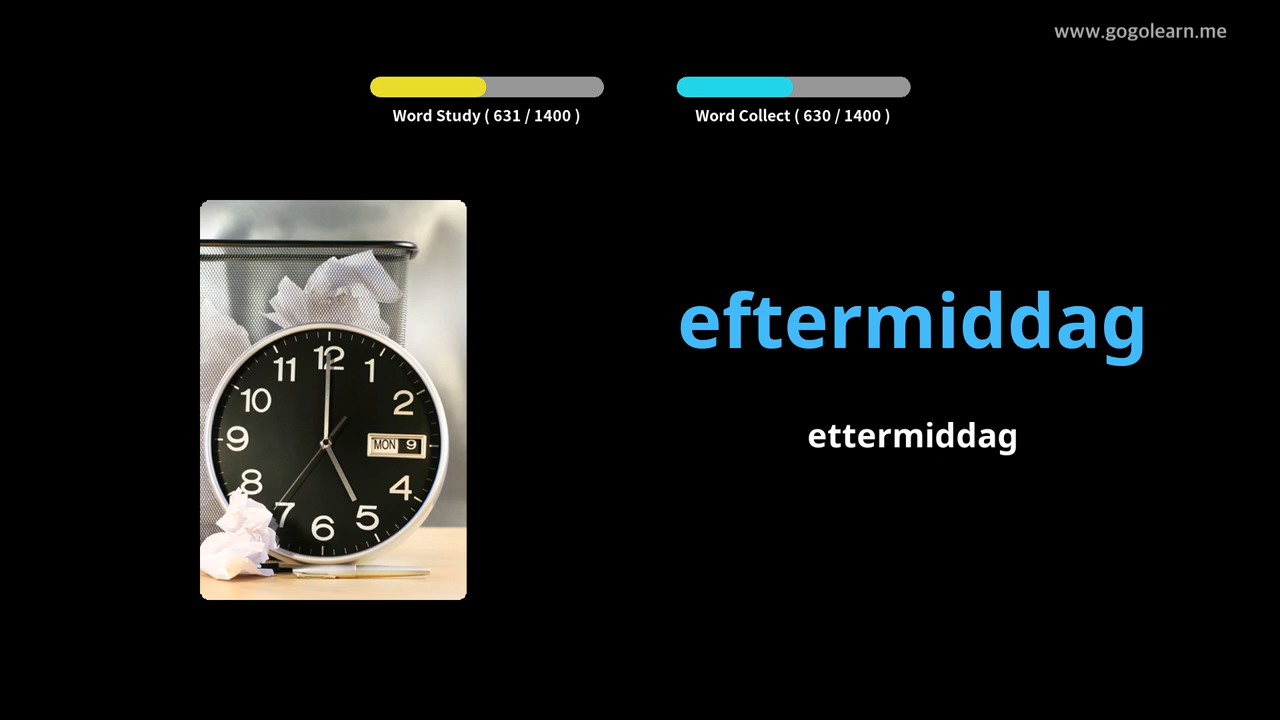 www.gogolearn.me
Word Study ( 631 / 1400 )
Word Collect ( 630 / 1400 )
eftermiddag
ettermiddag
12
11
1
10
2
9
MON 9
8
4
7
5
6